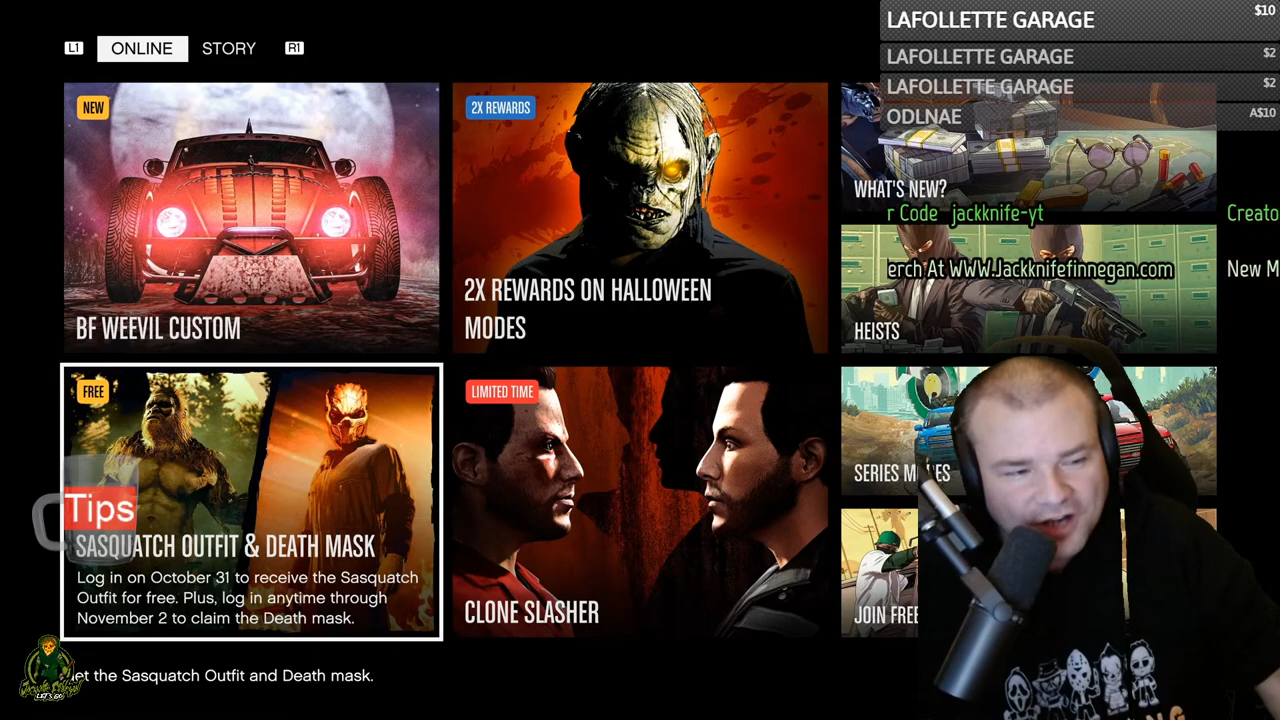 L1 ONLINE STORY R1
LAFOLLETTE GARAGE $10
LAFOLLETTE GARAGE $2
LAFOLLETTE GARAGE $2
ODLNAE A$10
NEW
BF WEEVIL CUSTOM
2X REWARDS
2X REWARDS ON HALLOWEEN
MODES
WHAT'S NEW?
r Code jackknife-yt Creato
erch At WWW.Jackknifefinnegan.com New M
HEISTS
FREE
Tips
SASQUATCH OUTFIT & DEATH MASK
Log in on October 31 to receive the Sasquatch
Outfit for free. Plus, log in anytime through
November 2 to claim the Death mask.
LIMITED TIME
CLONE SLASHER
SERIES M ES
JOIN FREE
et the Sasquatch Outfit and Death mask.
LET'S GO